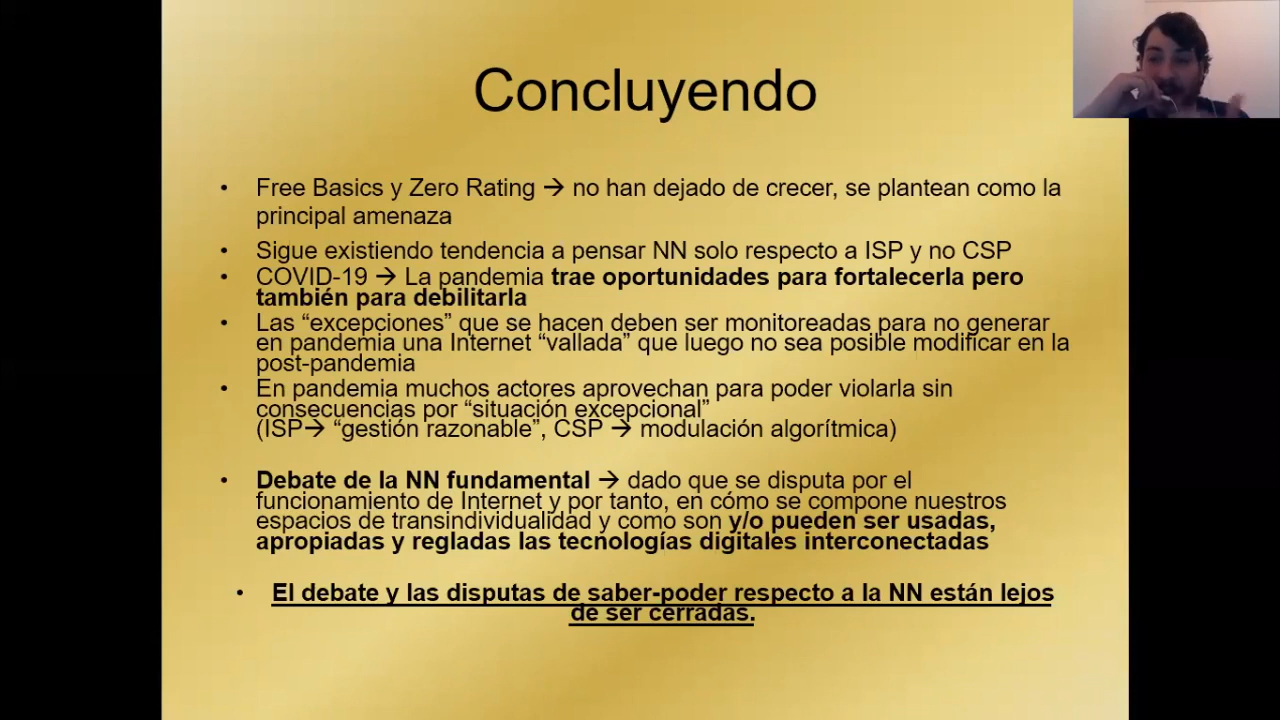 Concluyendo
• Free Basics y Zero Rating → no han dejado de crecer, se plantean como la
principal amenaza
• Sigue existiendo tendencia a pensar NN solo respecto a ISP y no CSP
• COVID-19 → La pandemia trae oportunidades para fortalecerla pero
también para debilitarla
• Las “excepciones” que se hacen deben ser monitoreadas para no generar
en pandemia una Internet “vallada” que luego no sea posible modificar en la
post-pandemia
• En pandemia muchos actores aprovechan para poder violarla sin
consecuencias por “situación excepcional”
(ISP→ “gestión razonable”, CSP → modulación algorítmica)
• Debate de la NN fundamental → dado que se disputa por el
funcionamiento de Internet y por tanto, en cómo se compone nuestros
espacios de transindividualidad y como son y/o pueden ser usadas,
apropiadas y regladas las tecnologías digitales interconectadas
• El debate y las disputas de saber-poder respecto a la NN están lejos
de ser cerradas.